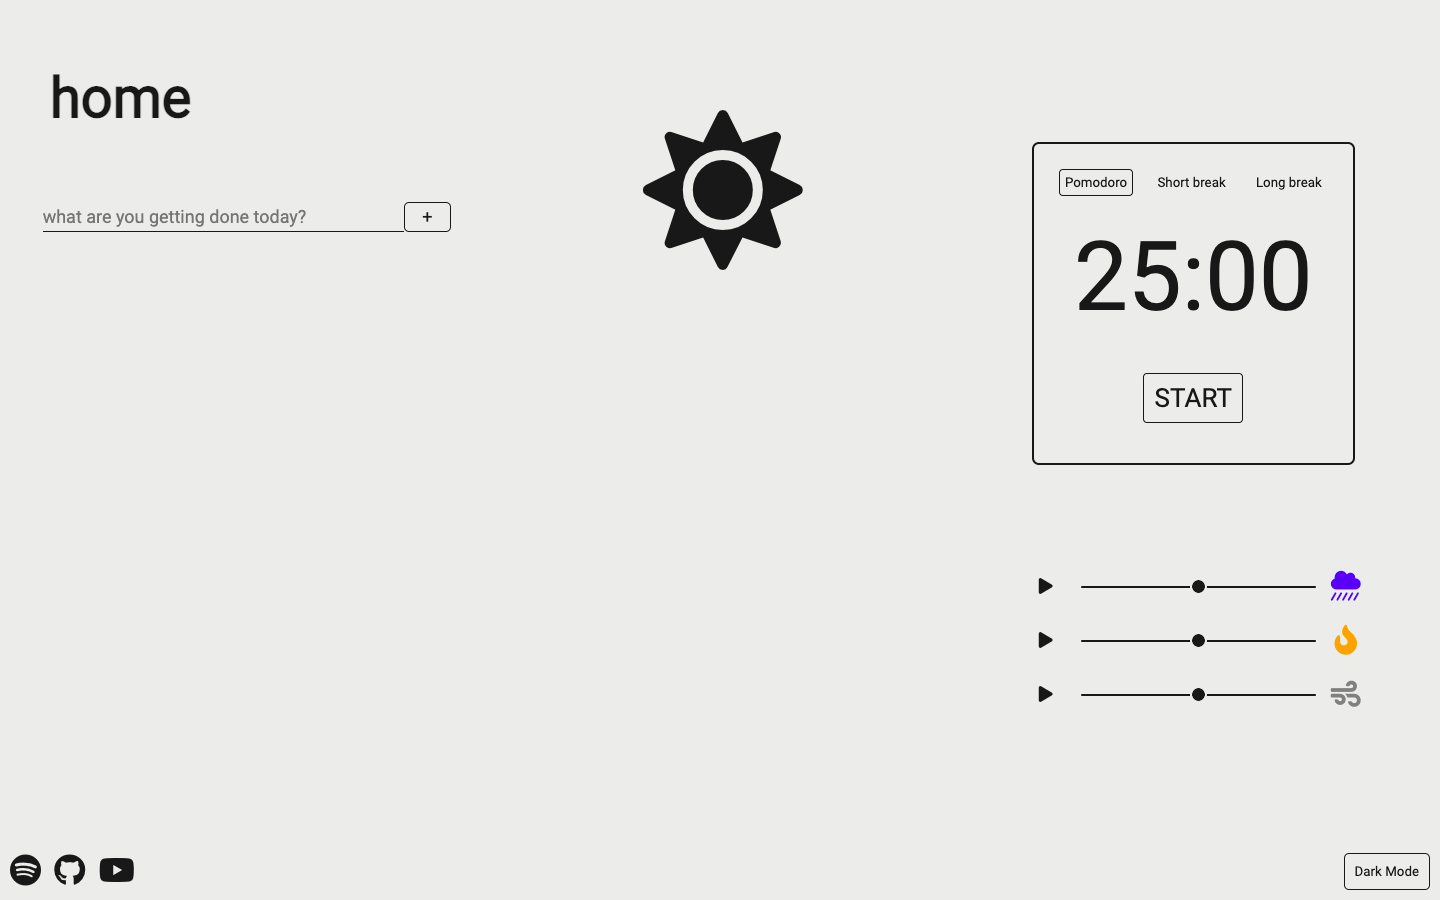 home
what are you getting done today? +
Pomodoro Short break Long break
25:00
START
Dark Mode